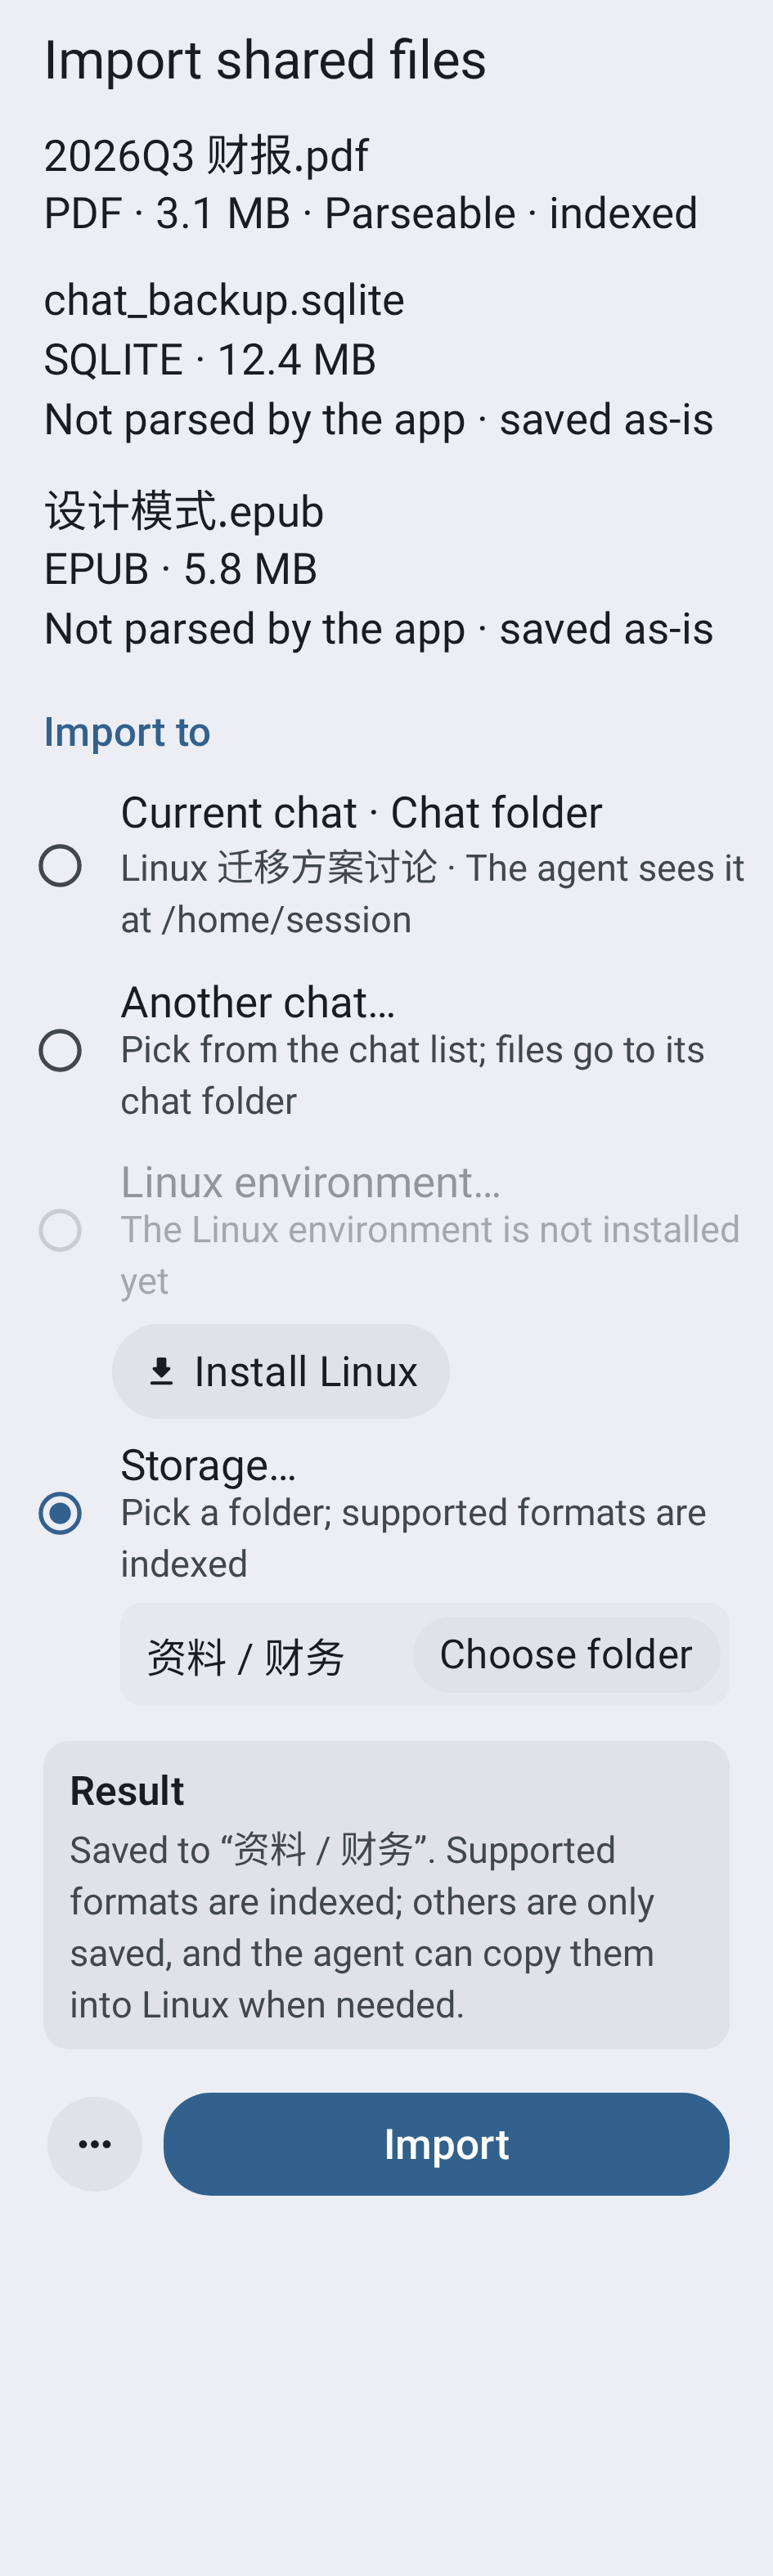 Import shared files
2026Q3 财报.pdf
PDF · 3.1 MB · Parseable · indexed
chat_backup.sqlite
SQLITE · 12.4 MB
Not parsed by the app · saved as-is
设计模式.epub
EPUB · 5.8 MB
Not parsed by the app · saved as-is
Import to
Current chat · Chat folder
Linux 迁移方案讨论 · The agent sees it
at /home/session
Another chat…
Pick from the chat list; files go to its
chat folder
Linux environment…
The Linux environment is not installed
yet
Install Linux
Storage…
Pick a folder; supported formats are
indexed
资料 / 财务
Choose folder
Result
Saved to “资料 / 财务”. Supported
formats are indexed; others are only
saved, and the agent can copy them
into Linux when needed.
Import